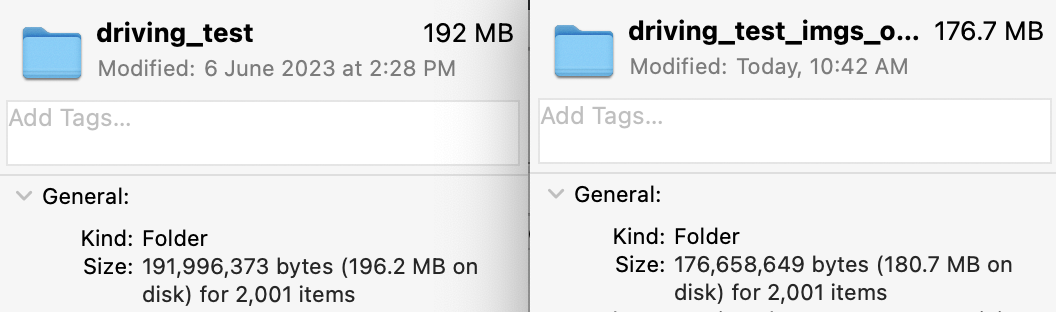 driving_test 192 MB
Modified: 6 June 2023 at 2:28 PM
Add Tags...
General:
Kind: Folder
Size: 191,996,373 bytes (196.2 MB on
disk) for 2,001 items
driving_test_imgs_o... 176.7 MB
Modified: Today, 10:42 AM
Add Tags...
General:
Kind: Folder
Size: 176,658,649 bytes (180.7 MB on
disk) for 2,001 items